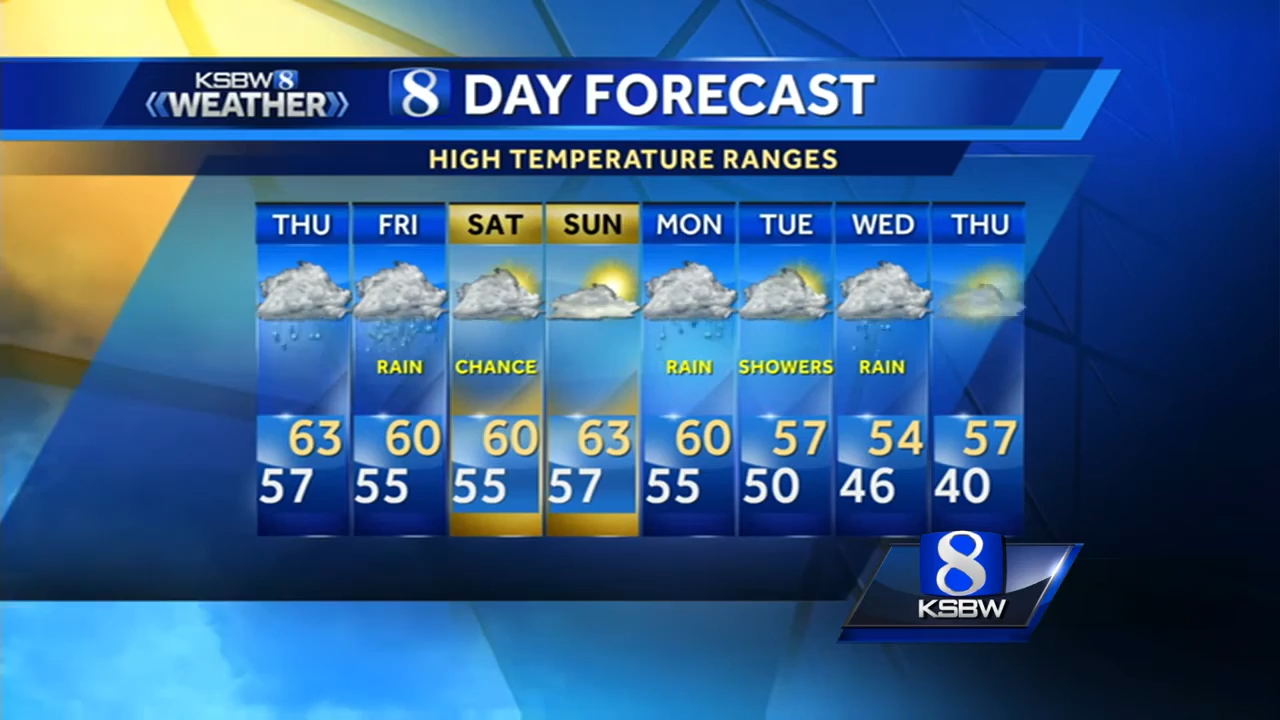 KSBW 8
WEATHER
8 DAY FORECAST
HIGH TEMPERATURE RANGES
THU FRI SAT SUN MON TUE WED THU
RAIN CHANCE RAIN SHOWERS RAIN
63 60 60 63 60 57 54 57
57 55 55 57 55 50 46 40
8
KSBW